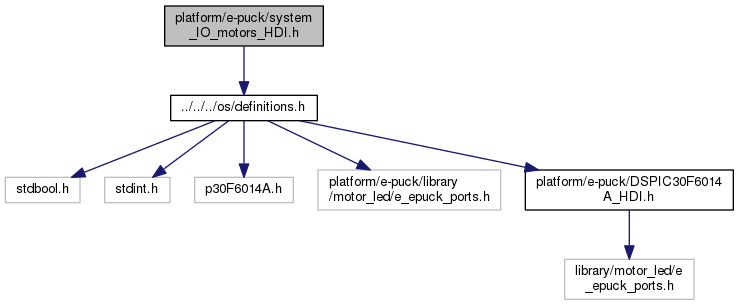 platform/e-puck/system
_IO_motors_HDI.h
../../../os/definitions.h
stdbool.h
stdint.h
p30F6014A.h
platform/e-puck/library
/motor_led/e_epuck_ports.h
platform/e-puck/DSPIC30F6014
A_HDI.h
library/motor_led/e
_epuck_ports.h